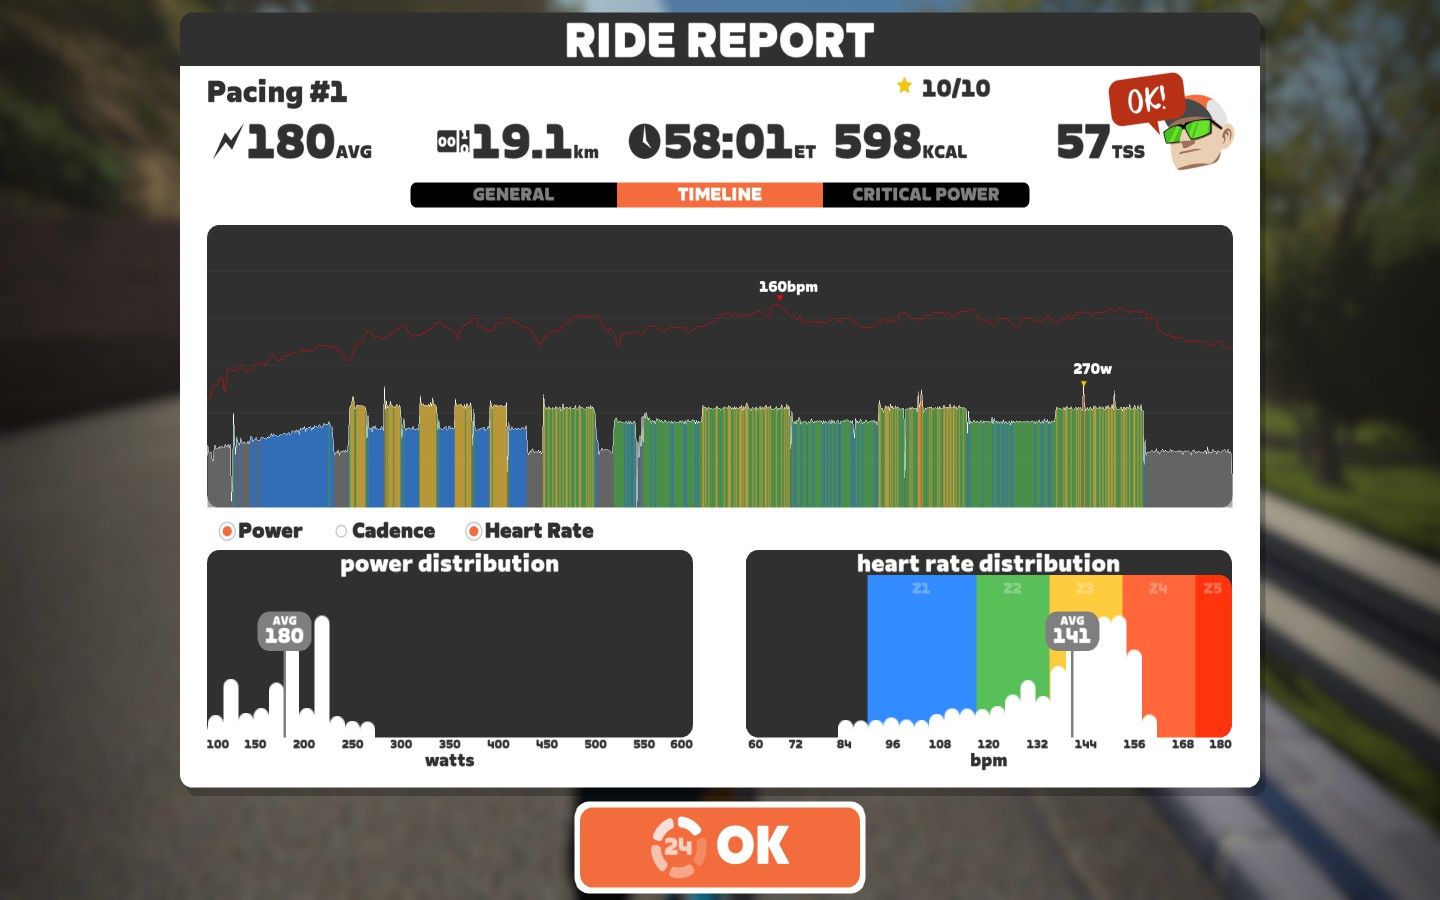 RIDE REPORT
Pacing #1
10/10
OK!
180AVG
19.1km
58:01ET
598KCAL
57TSS
GENERAL
TIMELINE
CRITICAL POWER
160bpm
270w
Power
Cadence
Heart Rate
power distribution
AVG
180
100 150 200 250 300 350 400 450 500 550 600
watts
heart rate distribution
Z1 Z2 Z3 Z4 Z5
AVG
141
60 72 84 96 108 120 132 144 156 168 180
bpm
24 OK